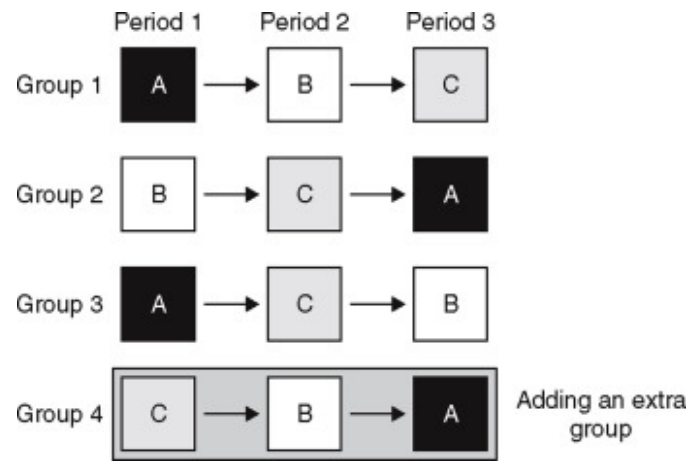 Period 1 Period 2 Period 3
Group 1 A B C
Group 2 B C A
Group 3 A C B
Group 4 C B A
Adding an extra
group